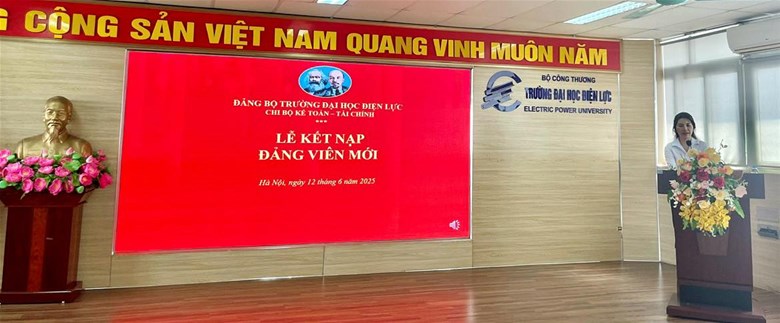 G CỘNG SẢN VIỆT NAM QUANG VINH MUÔN NĂM
ĐẢNG BỘ TRƯỜNG ĐẠI HỌC ĐIỆN LỰC
CHI BỘ KẾ TOÁN – TÀI CHÍNH
***
LỄ KẾT NẠP
ĐẢNG VIÊN MỚI
Hà Nội, ngày 12 tháng 6 năm 2025
BỘ CÔNG THƯƠNG
TRƯỜNG ĐẠI HỌC ĐIỆN LỰC
ELECTRIC POWER UNIVERSITY